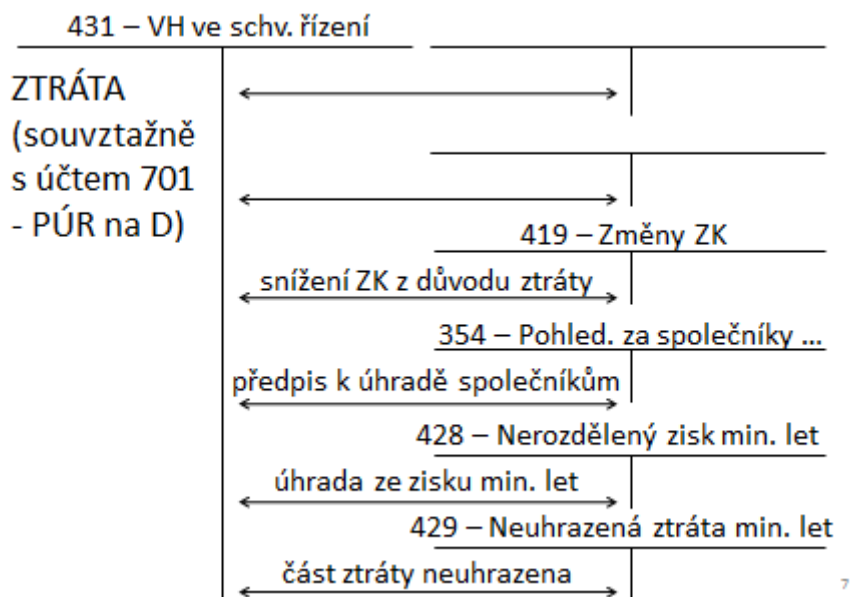 431 – VH ve schv. řízení
ZTRÁTA
(souvztažně
s účtem 701
- PÚR na D)
419 – Změny ZK
snížení ZK z důvodu ztráty
354 – Pohled. za společníky ...
předpis k úhradě společníkům
428 – Nerozdělený zisk min. let
úhrada ze zisku min. let
429 – Neuhrazená ztráta min. let
část ztráty neuhrazena
7